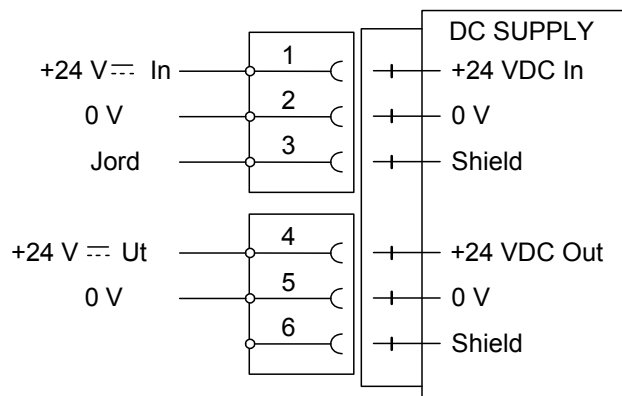 DC SUPPLY
+24 V ⎓ In 1 +24 VDC In
0 V 2 0 V
Jord 3 Shield
+24 V ⎓ Ut 4 +24 VDC Out
0 V 5 0 V
6 Shield